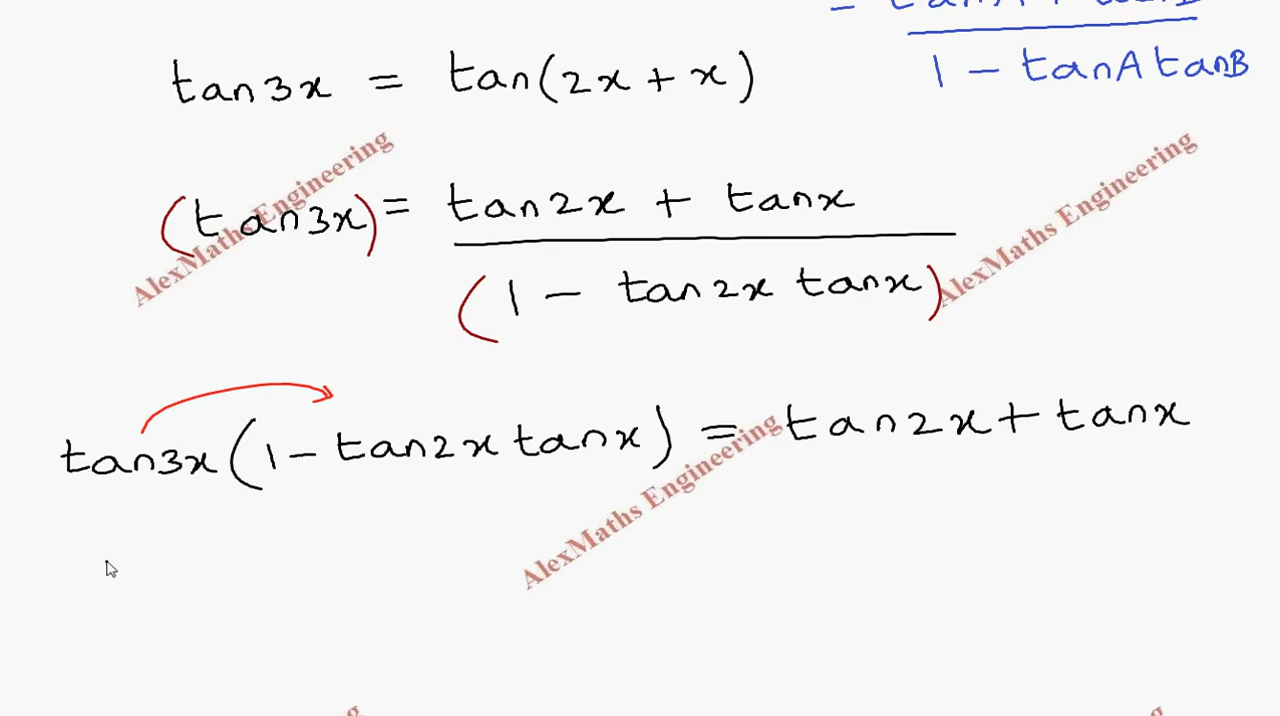 tan3x = tan(2x + x)
1 - tanA tanB
(tan3x) = tan2x + tanx
(1 - tan2x tanx)
tan3x(1 - tan2x tanx) = tan2x + tanx
AlexMaths Engineering
AlexMaths Engineering
AlexMaths Engineering